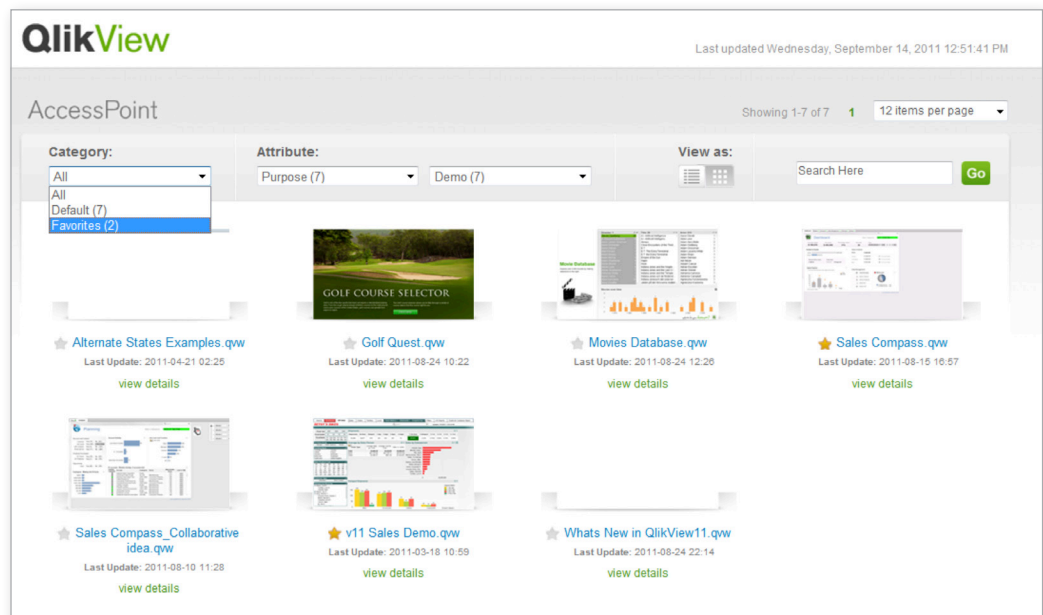 QlikView
Last updated Wednesday, September 14, 2011 12:51:41 PM
AccessPoint
Showing 1-7 of 7 1 12 items per page
Category: Attribute: View as:
All Purpose (7) Demo (7) Search Here Go
All
Default (7)
Favorites (2)
GOLF COURSE SELECTOR
Movie Database
Alternate States Examples.qvw Golf Quest.qvw Movies Database.qvw Sales Compass.qvw
Last Update: 2011-04-21 02:25 Last Update: 2011-08-24 10:22 Last Update: 2011-08-24 12:26 Last Update: 2011-08-15 16:57
view details view details view details view details
Sales Compass_Collaborative idea.qvw v11 Sales Demo.qvw Whats New in QlikView11.qvw
Last Update: 2011-08-10 11:28 Last Update: 2011-03-18 10:59 Last Update: 2011-08-24 22:14
view details view details view details